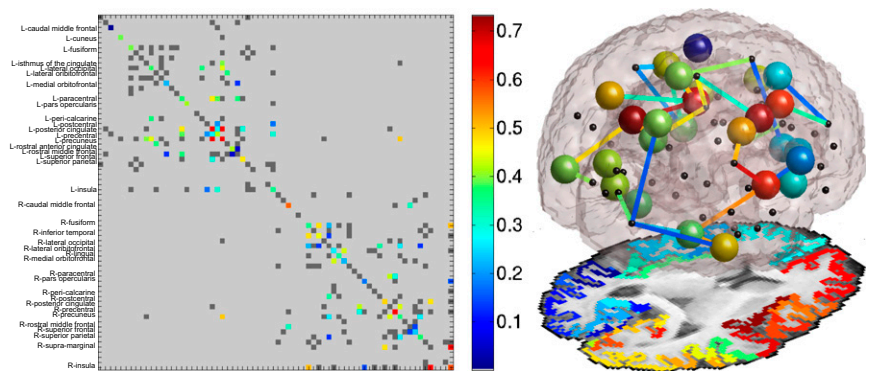 L-caudal middle frontal
L-cuneus
L-fusiform
L-isthmus of the cingulate
L-lateral occipital
L-lateral orbitofrontal
L-medial orbitofrontal
L-paracentral
L-pars opercularis
L-peri-calcarine
L-postcentral
L-posterior cingulate
L-precentral
L-precuneus
L-rostral anterior cingulate
L-rostral middle frontal
L-superior frontal
L-superior parietal
L-insula
R-caudal middle frontal
R-fusiform
R-inferior temporal
R-lateral occipital
R-lateral orbitofrontal
R-lingual
R-medial orbitofrontal
R-paracentral
R-pars opercularis
R-peri-calcarine
R-postcentral
R-posterior cingulate
R-precentral
R-precuneus
R-rostral middle frontal
R-superior frontal
R-superior parietal
R-supra-marginal
R-insula
0.7
0.6
0.5
0.4
0.3
0.2
0.1